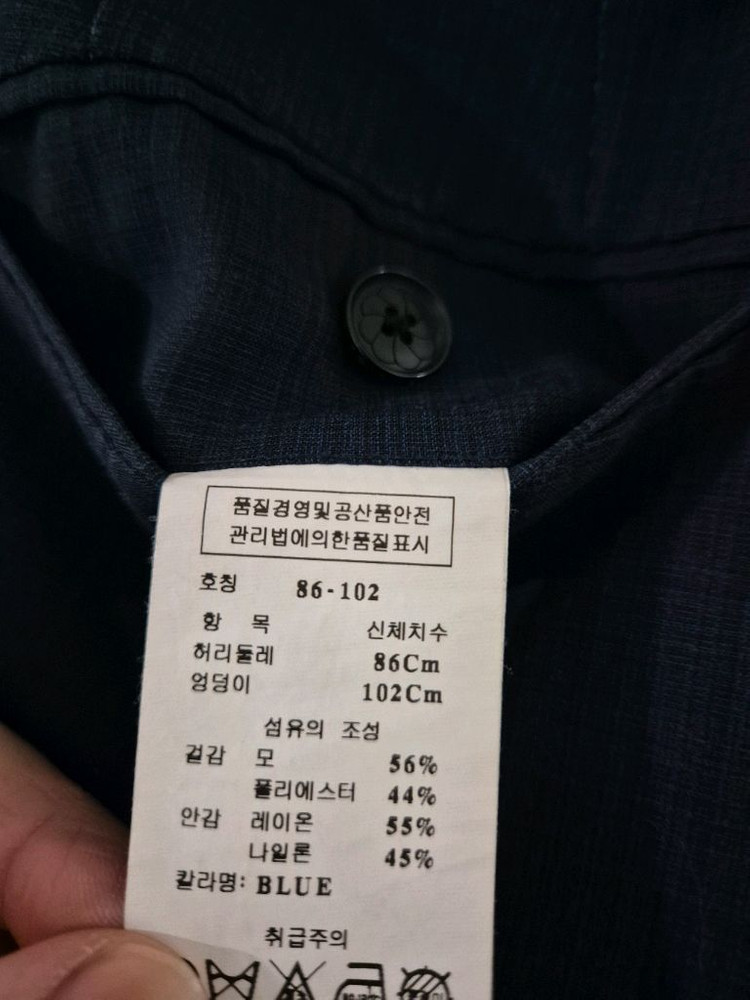 품질경영및공산품안전
관리법에의한품질표시
호칭 86-102
항 목 신체치수
허리둘레 86Cm
엉덩이 102Cm
섬유의 조성
겉감 모 56%
폴리에스터 44%
안감 레이온 55%
나일론 45%
칼라명: BLUE
취급주의